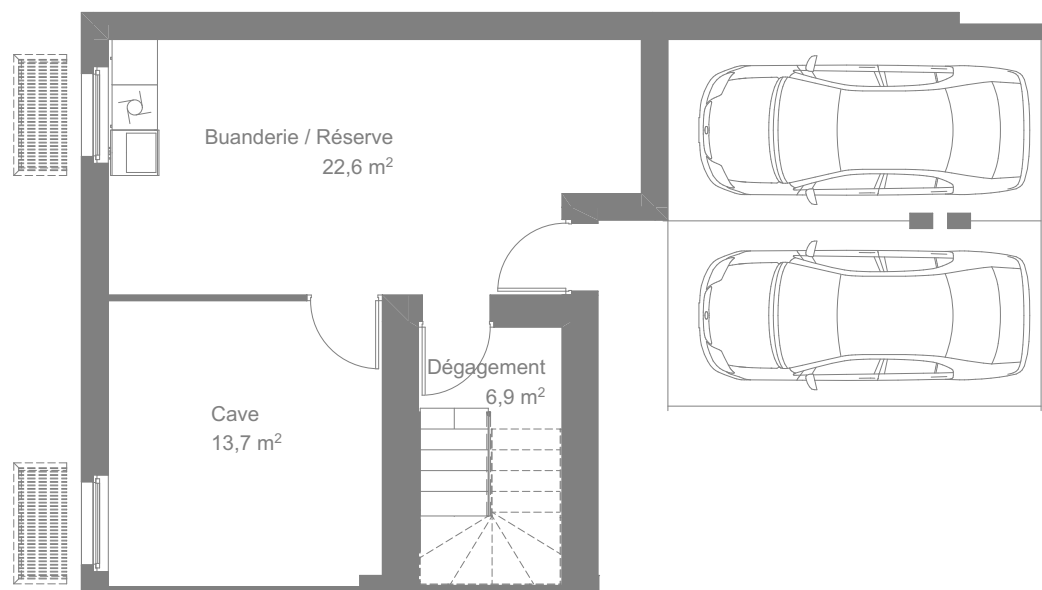 Buanderie / Réserve
22,6 m²
Dégagement
6,9 m²
Cave
13,7 m²